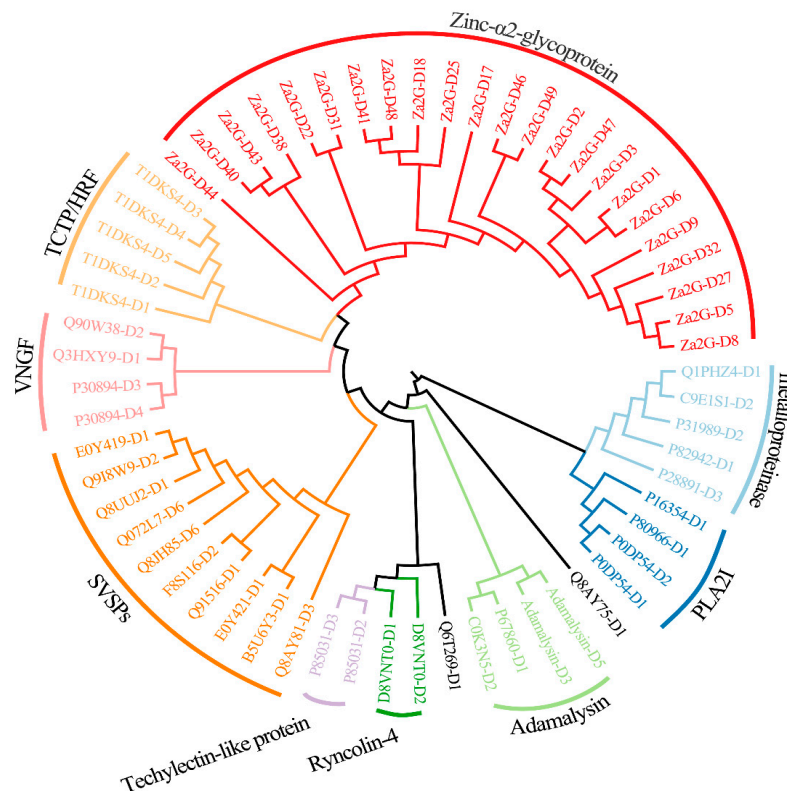 Zinc-α2-glycoprotein
Za2G-D44
Za2G-D40
Za2G-D43
Za2G-D38
Za2G-D22
Za2G-D31
Za2G-D41
Za2G-D48
Za2G-D18
Za2G-D25
Za2G-D17
Za2G-D46
Za2G-D49
Za2G-D2
Za2G-D47
Za2G-D3
Za2G-D1
Za2G-D6
Za2G-D9
Za2G-D32
Za2G-D27
Za2G-D5
Za2G-D8
metalloproteinase
Q1PHZ4-D1
C9E1S1-D2
P31989-D2
P82942-D1
P28891-D3
PLA2I
P16354-D1
P80966-D1
P0DP54-D2
P0DP54-D1
Q8AY75-D1
Adamalysin
Adamalysin-D5
Adamalysin-D3
P67860-D1
C0K3N5-D2
Q6T269-D1
Ryncolin-4
D8VNT0-D2
D8VNT0-D1
Techylectin-like protein
P85031-D2
P85031-D3
SVSPs
Q8AY81-D3
B5U6Y3-D1
E0Y421-D1
Q91516-D1
F8S116-D2
Q8JH85-D6
Q072L7-D6
Q8UUJ2-D1
Q9I8W9-D2
E0Y419-D1
VNGF
P30894-D4
P30894-D3
Q3HXY9-D1
Q90W38-D2
TCTP/HRF
T1DKS4-D1
T1DKS4-D2
T1DKS4-D5
T1DKS4-D4
T1DKS4-D3